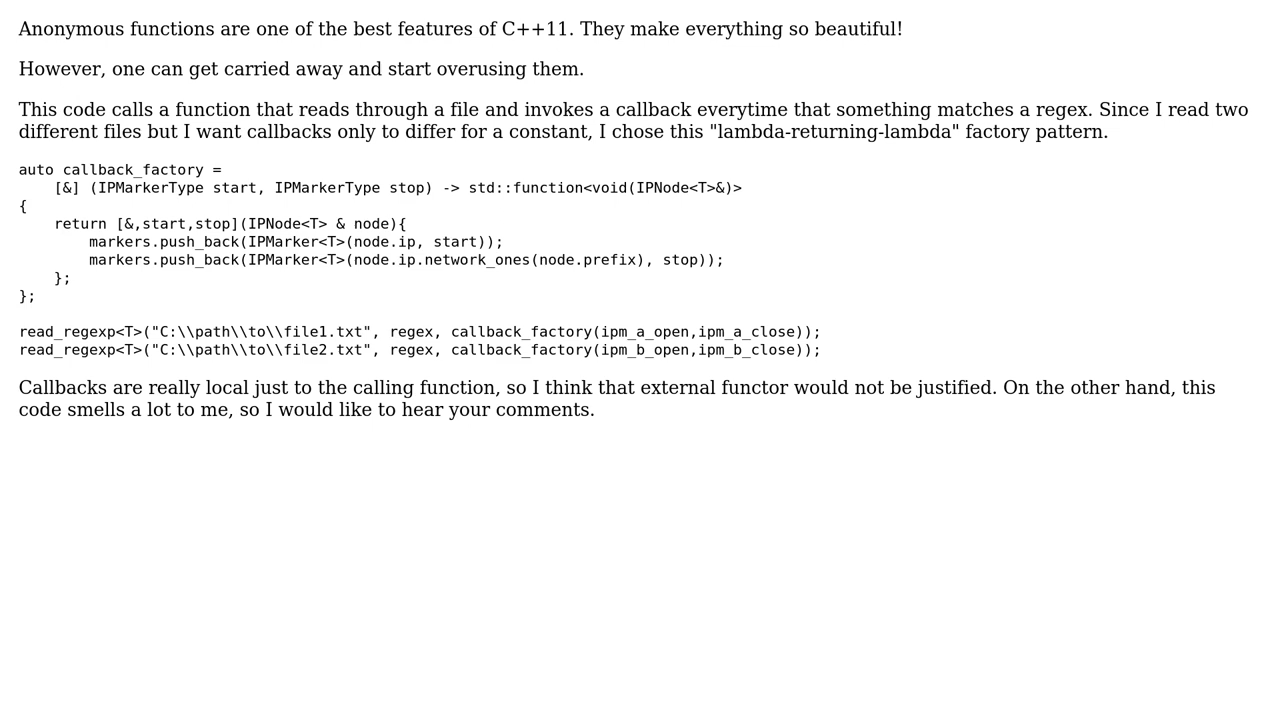 Anonymous functions are one of the best features of C++11. They make everything so beautiful!
However, one can get carried away and start overusing them.
This code calls a function that reads through a file and invokes a callback everytime that something matches a regex. Since I read two
different files but I want callbacks only to differ for a constant, I chose this "lambda-returning-lambda" factory pattern.
auto callback_factory =
    [&] (IPMarkerType start, IPMarkerType stop) -> std::function<void(IPNode<T>&)>
{
    return [&,start,stop](IPNode<T> & node){
        markers.push_back(IPMarker<T>(node.ip, start));
        markers.push_back(IPMarker<T>(node.ip.network_ones(node.prefix), stop));
    };
};
read_regexp<T>("C:\\path\\to\\file1.txt", regex, callback_factory(ipm_a_open,ipm_a_close));
read_regexp<T>("C:\\path\\to\\file2.txt", regex, callback_factory(ipm_b_open,ipm_b_close));
Callbacks are really local just to the calling function, so I think that external functor would not be justified. On the other hand, this
code smells a lot to me, so I would like to hear your comments.